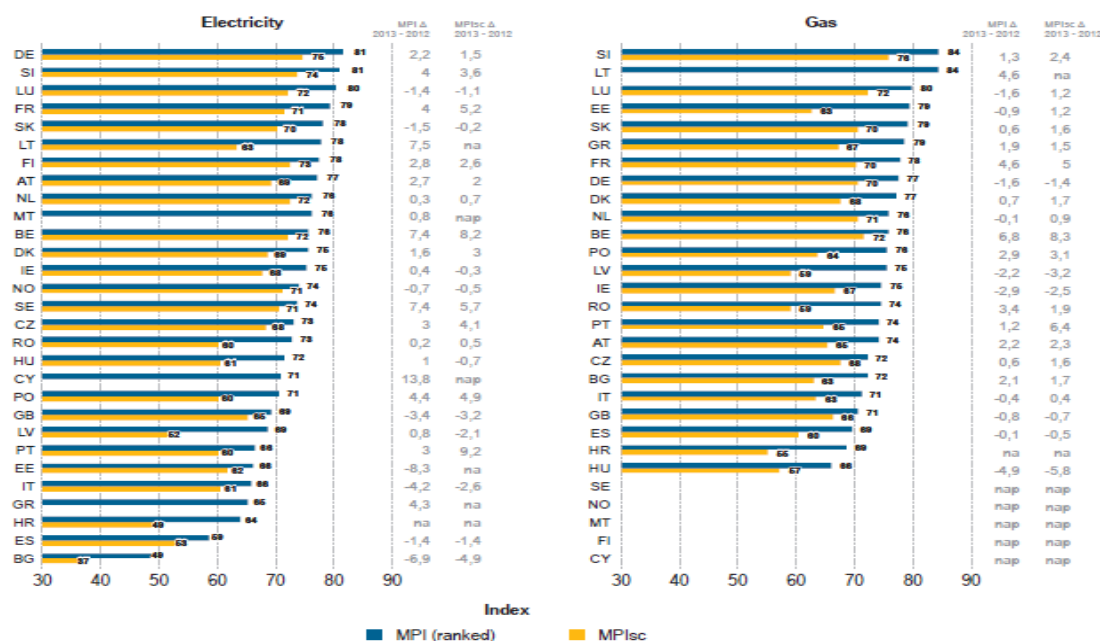 Electricity
MPI Δ MPIsc Δ
2013 - 2012 2013 - 2012
DE 81 75 2,2 1,5
SI 81 74 4 3,6
LU 80 72 -1,4 -1,1
FR 79 71 4 5,2
SK 78 70 -1,5 -0,2
LT 78 63 7,5 na
FI 78 73 2,8 2,6
AT 77 69 2,7 2
NL 76 72 0,3 0,7
MT 76 0,8 nap
BE 76 72 7,4 8,2
DK 75 69 1,6 3
IE 75 68 0,4 -0,3
NO 74 71 -0,7 -0,5
SE 74 71 7,4 5,7
CZ 73 68 3 4,1
RO 73 60 0,2 0,5
HU 72 61 1 -0,7
CY 71 13,8 nap
PO 71 60 4,4 4,9
GB 69 65 -3,4 -3,2
LV 69 52 0,8 -2,1
PT 66 60 3 9,2
EE 66 62 -8,3 na
IT 66 61 -4,2 -2,6
GR 65 4,3 na
HR 64 49 na na
ES 59 53 -1,4 -1,4
BG 49 37 -6,9 -4,9
30 40 50 60 70 80 90
Gas
MPI Δ MPIsc Δ
2013 - 2012 2013 - 2012
SI 84 76 1,3 2,4
LT 84 4,6 na
LU 80 72 -1,6 1,2
EE 79 63 -0,9 1,2
SK 79 70 0,6 1,6
GR 79 67 1,9 1,5
FR 78 70 4,6 5
DE 77 70 -1,6 -1,4
DK 77 68 0,7 1,7
NL 76 71 -0,1 0,9
BE 76 72 6,8 8,3
PO 76 64 2,9 3,1
LV 75 59 -2,2 -3,2
IE 75 67 -2,9 -2,5
RO 74 59 3,4 1,9
PT 74 65 1,2 6,4
AT 74 65 2,2 2,3
CZ 72 68 0,6 1,6
BG 72 63 2,1 1,7
IT 71 63 -0,4 0,4
GB 71 66 -0,8 -0,7
ES 69 60 -0,1 -0,5
HR 69 55 na na
HU 66 57 -4,9 -5,8
SE nap nap
NO nap nap
MT nap nap
FI nap nap
CY nap nap
30 40 50 60 70 80 90
Index
MPI (ranked) MPIsc